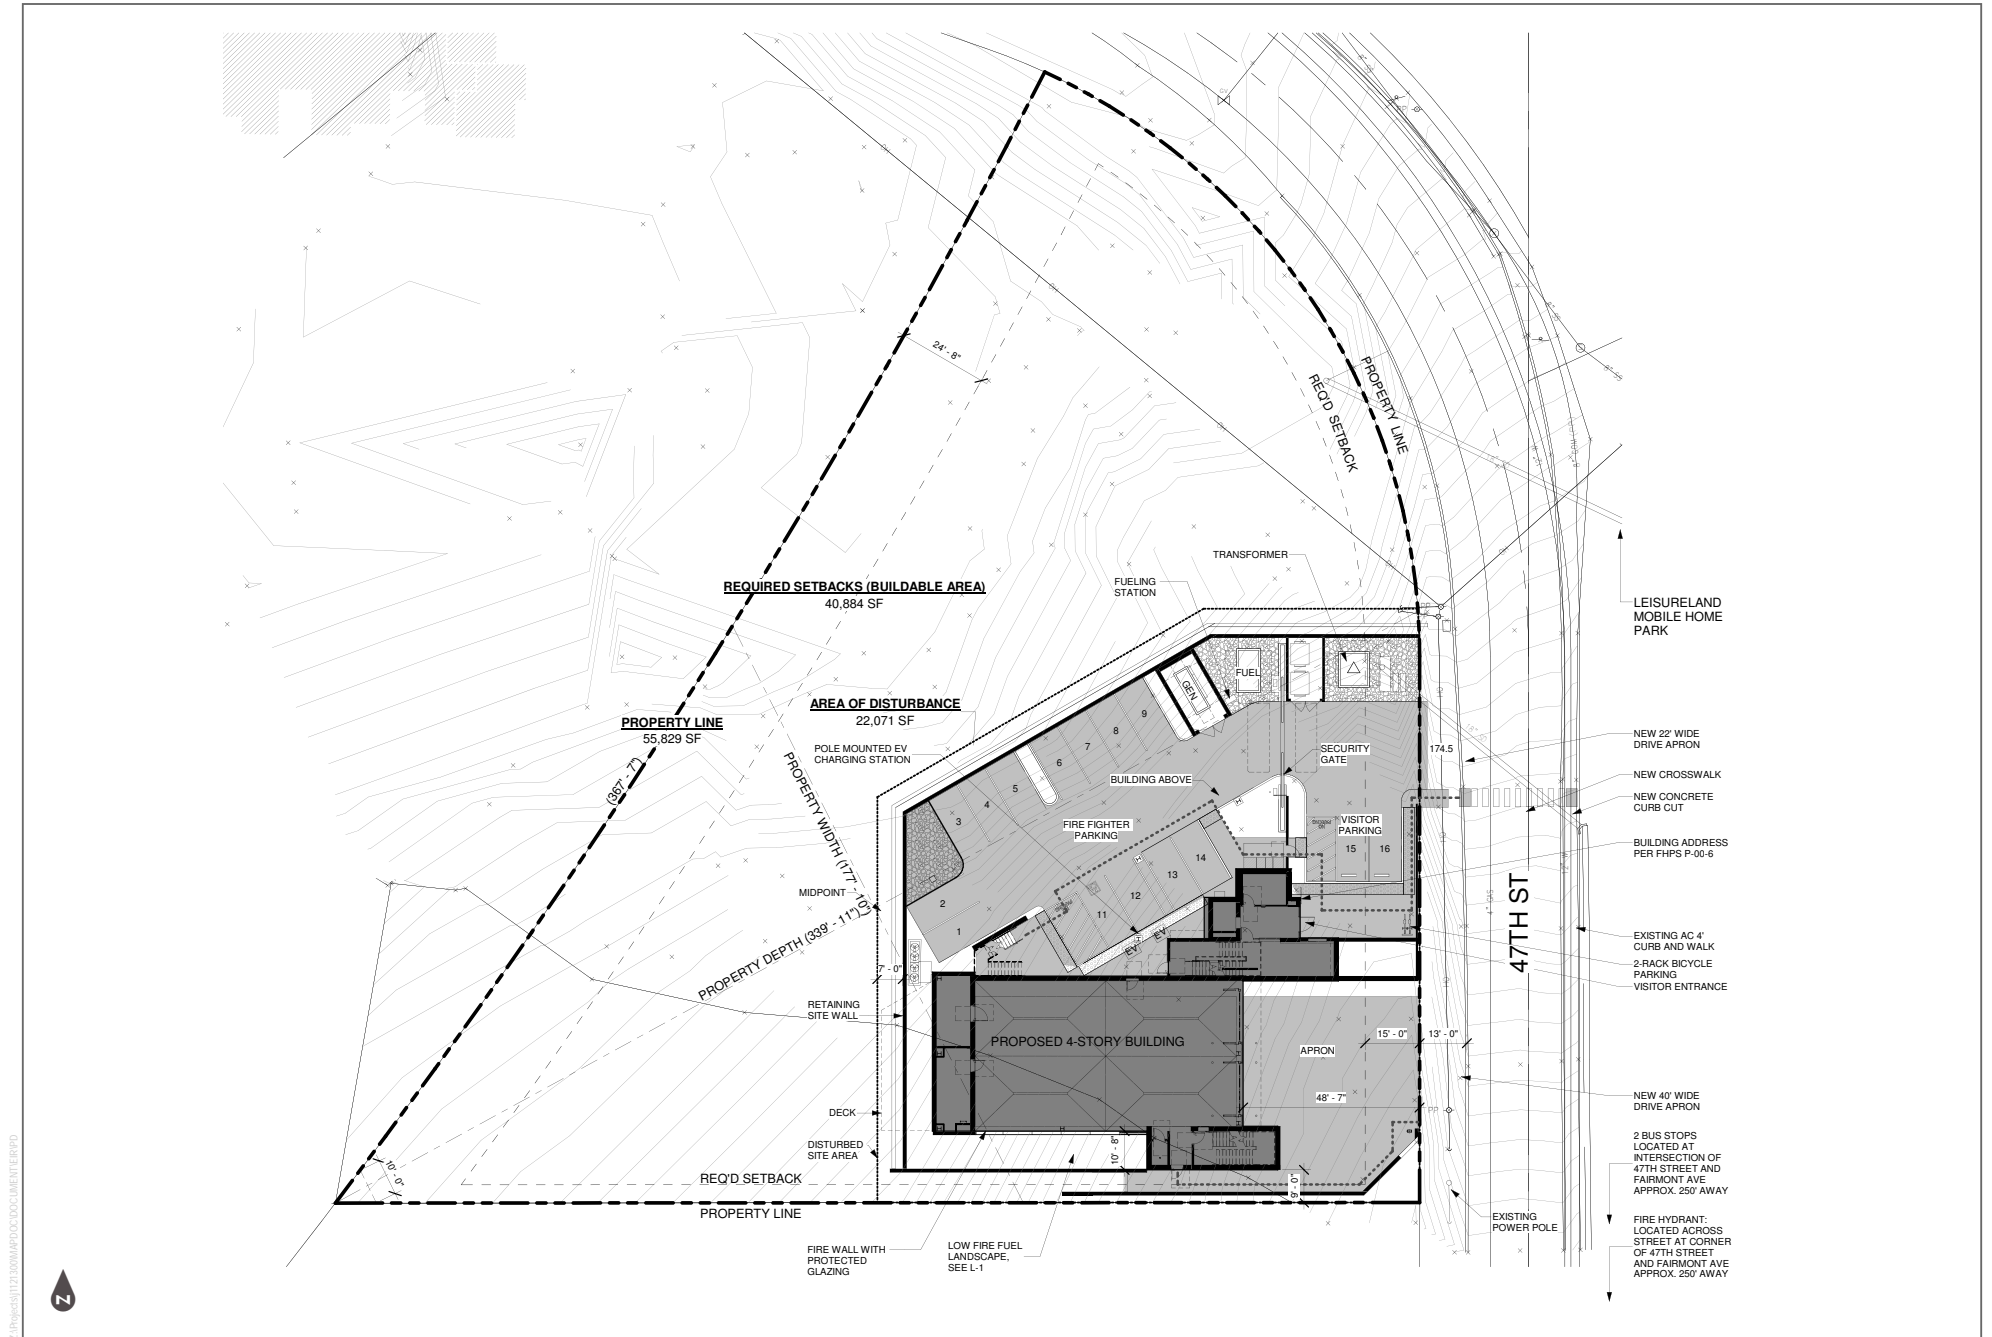 24' - 8"
PROPERTY LINE
REQ'D SETBACK
REQUIRED SETBACKS (BUILDABLE AREA)
40,884 SF
TRANSFORMER
FUELING
STATION
LEISURELAND
MOBILE HOME
PARK
FUEL
GEN
AREA OF DISTURBANCE
22,071 SF
PROPERTY LINE
55,829 SF
(367' - 7")
POLE MOUNTED EV
CHARGING STATION
PROPERTY WIDTH (177' - 10")
BUILDING ABOVE
SECURITY
GATE
174.5
NEW 22' WIDE
DRIVE APRON
NEW CROSSWALK
NEW CONCRETE
CURB CUT
FIRE FIGHTER
PARKING
VISITOR
PARKING
NO
PARKING
1
2
3
4
5
6
7
8
9
11
12
13
14
15
16
EV
EV
BUILDING ADDRESS
PER FHPS P-00-6
MIDPOINT
PROPERTY DEPTH (339' - 11")
7' - 0"
47TH ST
EXISTING AC 4'
CURB AND WALK
2-RACK BICYCLE
PARKING
VISITOR ENTRANCE
RETAINING
SITE WALL
PROPOSED 4-STORY BUILDING
APRON
15' - 0"
13' - 0"
48' - 7"
PP
NEW 40' WIDE
DRIVE APRON
DECK
DISTURBED
SITE AREA
10' - 8"
9' - 0"
10' - 0"
REQ'D SETBACK
PROPERTY LINE
2 BUS STOPS
LOCATED AT
INTERSECTION OF
47TH STREET AND
FAIRMONT AVE
APPROX. 250' AWAY
EXISTING
POWER POLE
FIRE HYDRANT:
LOCATED ACROSS
STREET AT CORNER
OF 47TH STREET
AND FAIRMONT AVE
APPROX. 250' AWAY
FIRE WALL WITH
PROTECTED
GLAZING
LOW FIRE FUEL
LANDSCAPE,
SEE L-1
N